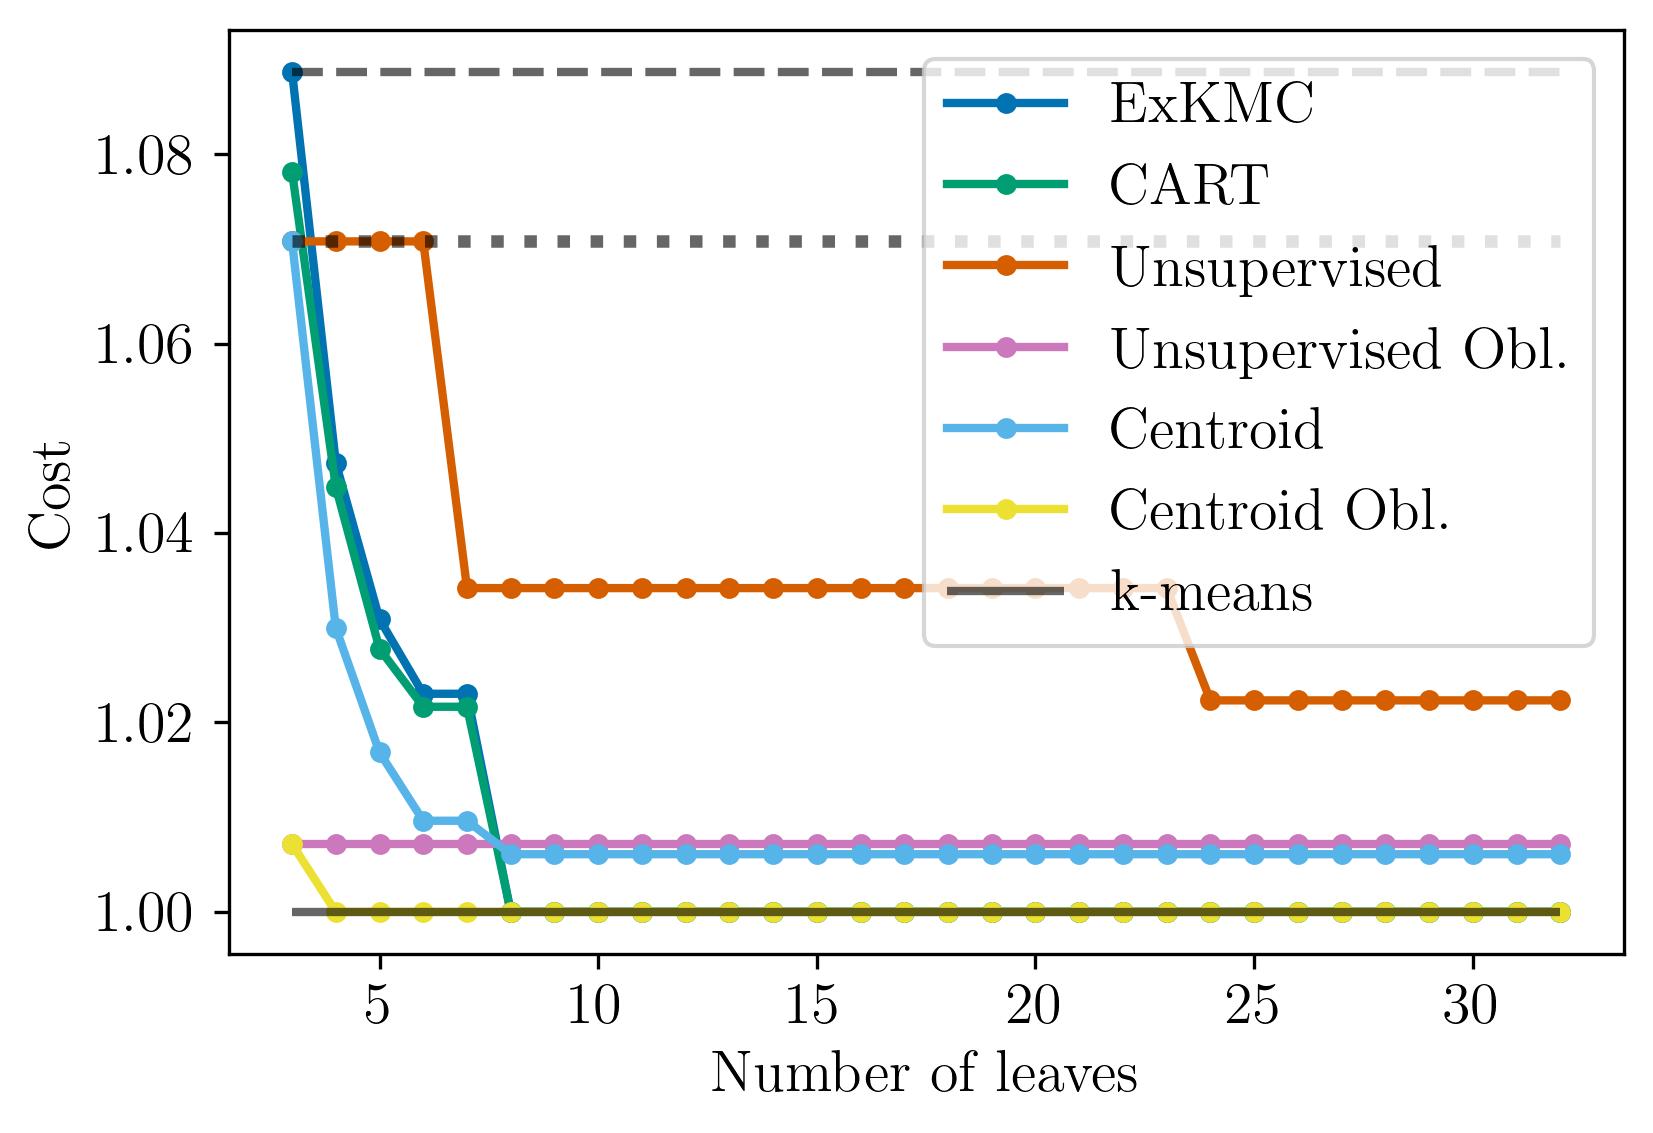 1.08
1.06
1.04
1.02
1.00
Cost
5 10 15 20 25 30
Number of leaves
ExKMC
CART
Unsupervised
Unsupervised Obl.
Centroid
Centroid Obl.
k-means